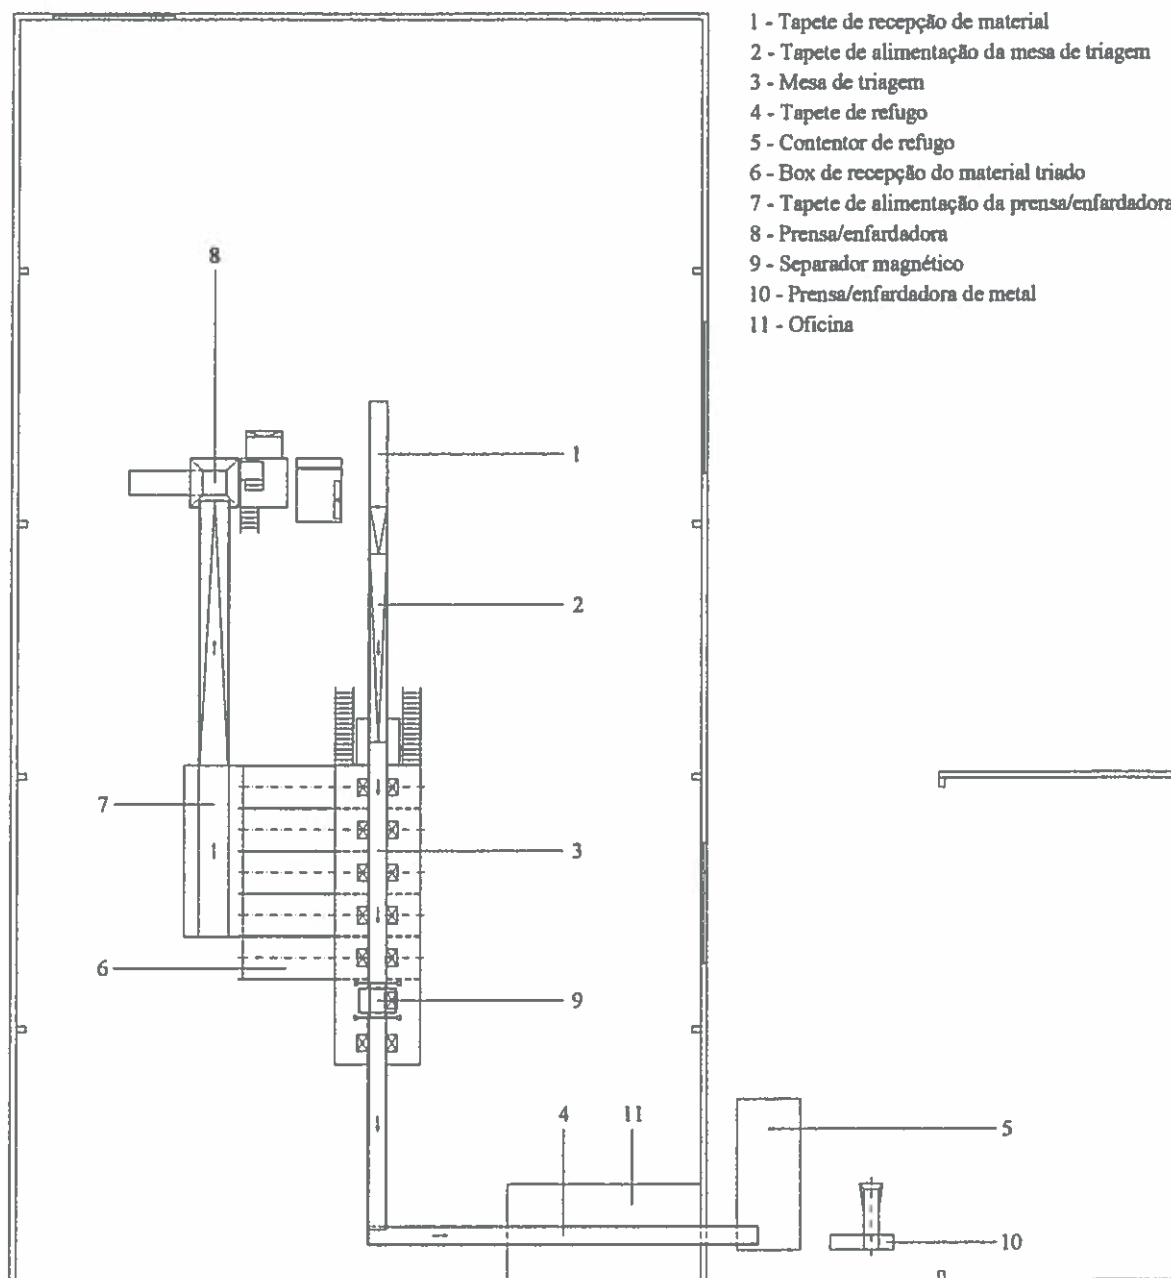 1 - Tapete de recepção de material
2 - Tapete de alimentação da mesa de triagem
3 - Mesa de triagem
4 - Tapete de refugo
5 - Contentor de refugo
6 - Box de recepção do material triado
7 - Tapete de alimentação da prensa/enfardadora
8 - Prensa/enfardadora
9 - Separador magnético
10 - Prensa/enfardadora de metal
11 - Oficina
8
1
2
7
3
6
9
4
11
5
10